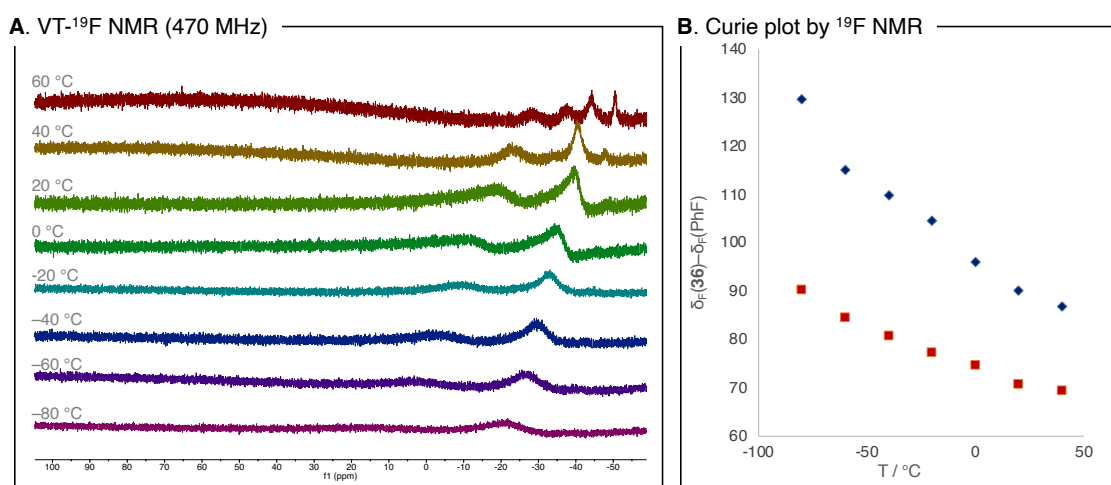 A. VT-¹⁹F NMR (470 MHz)
60 °C
40 °C
20 °C
0 °C
-20 °C
–40 °C
–60 °C
–80 °C
100 90 80 70 60 50 40 30 20 10 0 -10 -20 -30 -40 -50
f1 (ppm)
B. Curie plot by ¹⁹F NMR
140
130
120
110
100
90
80
70
60
δF(36)–δF(PhF)
-100 -50 0 50
T / °C